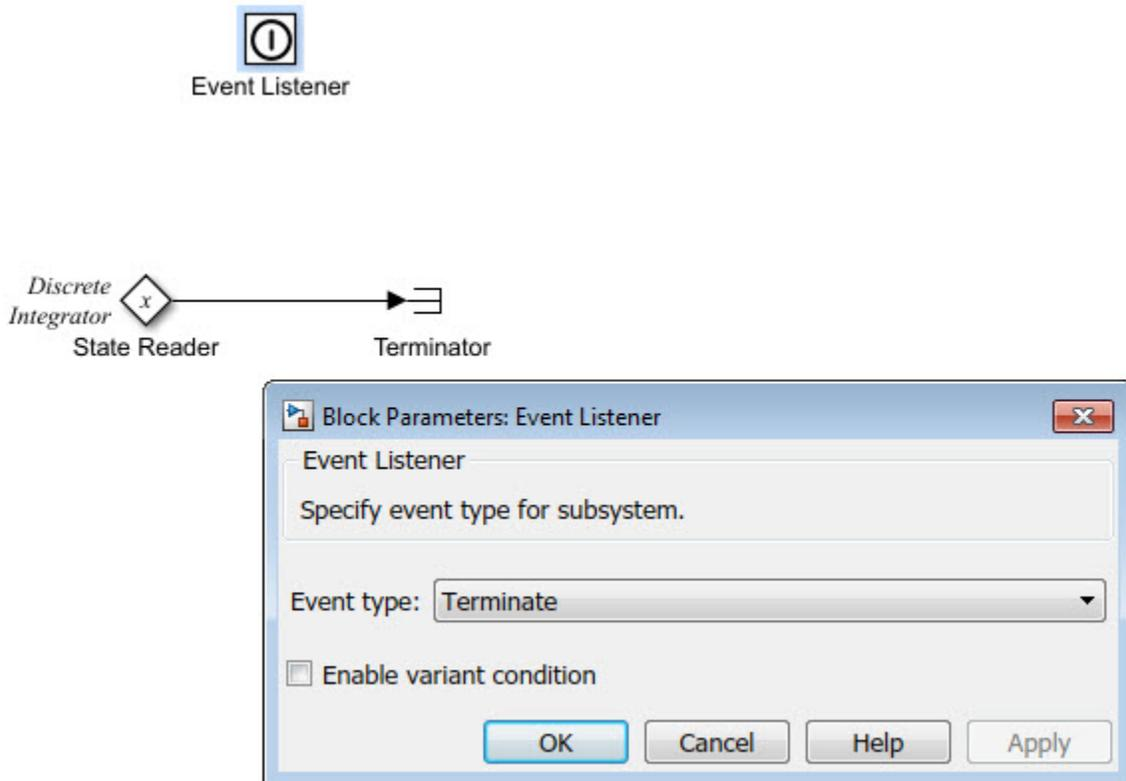 Event Listener
Discrete
Integrator
x
State Reader
Terminator
Block Parameters: Event Listener
Event Listener
Specify event type for subsystem.
Event type: Terminate
Enable variant condition
OK Cancel Help Apply